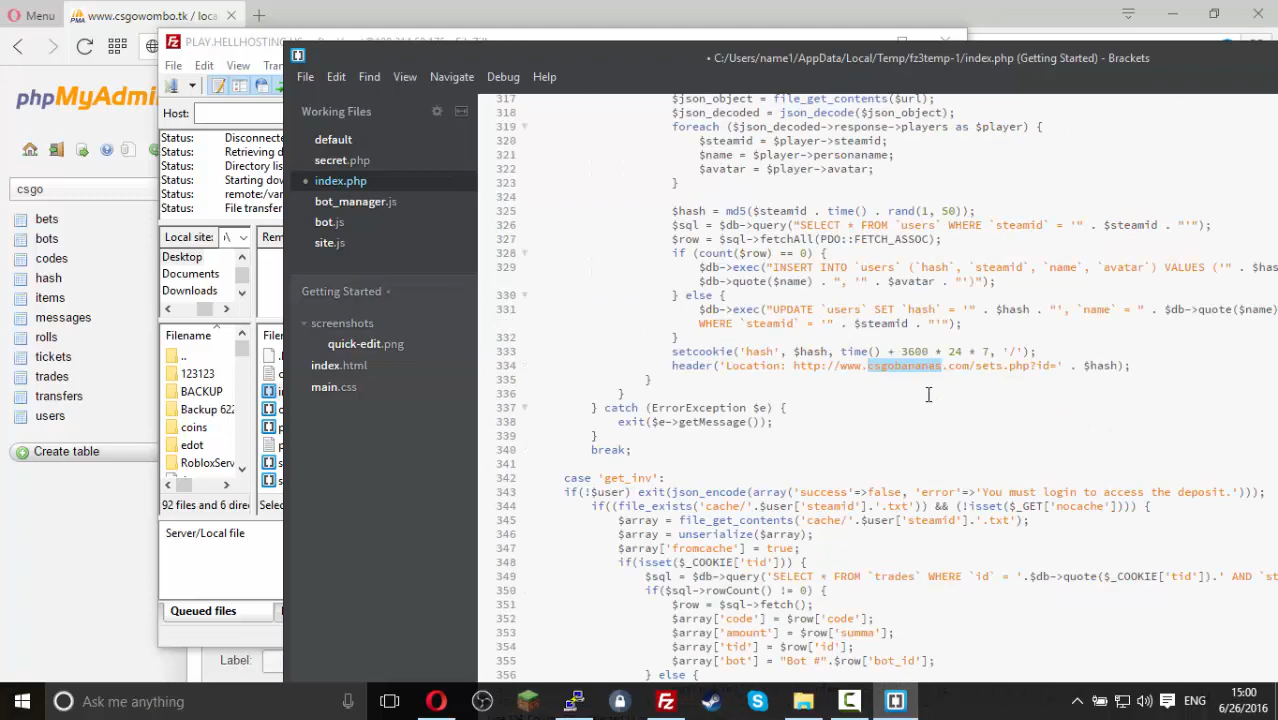 Menu
www.csgowombo.tk / loca
phpMyAdmin
csgo
bets
bots
codes
hash
items
messages
rolls
trades
transfers
users
Create table
File Edit View
Host:
Status: Disconnecte
Status: Retrieving d
Status: Directory lis
Status: Starting dow
Status: remote:/var
Status: File transfer
Local site: \
Rem
Desktop
Documents
Downloads
Filename
..
123123
BACKUP
Backup 622
coins
edot
RobloxServ
92 files and 6 direct
Server/Local file
Queued files
Label:
• C:/Users/name1/AppData/Local/Temp/fz3temp-1/index.php (Getting Started) - Brackets
File Edit Find View Navigate Debug Help
Working Files
default
secret.php
index.php
bot_manager.js
bot.js
site.js
Getting Started
screenshots
quick-edit.png
index.html
main.css
317 $json_object = file_get_contents($url);
318 $json_decoded = json_decode($json_object);
319 foreach ($json_decoded->response->players as $player) {
320 $steamid = $player->steamid;
321 $name = $player->personaname;
322 $avatar = $player->avatar;
323 }
324
325 $hash = md5($steamid . time() . rand(1, 50));
326 $sql = $db->query("SELECT * FROM `users` WHERE `steamid` = '" . $steamid . "'");
327 $row = $sql->fetchAll(PDO::FETCH_ASSOC);
328 if (count($row) == 0) {
329 $db->exec("INSERT INTO `users` (`hash`, `steamid`, `name`, `avatar`) VALUES ('" . $has
$db->quote($name) . ", '" . $avatar . "')");
330 } else {
331 $db->exec("UPDATE `users` SET `hash` = '" . $hash . "', `name` = " . $db->quote($name)
WHERE `steamid` = '" . $steamid . "'");
332 }
333 setcookie('hash', $hash, time() + 3600 * 24 * 7, '/');
334 header('Location: http://www.csgobananas.com/sets.php?id=' . $hash);
335 }
336 }
337 } catch (ErrorException $e) {
338 exit($e->getMessage());
339 }
340 break;
341
342 case 'get_inv':
343 if(!$user) exit(json_encode(array('success'=>false, 'error'=>'You must login to access the deposit.')));
344 if((file_exists('cache/'.$user['steamid'].'.txt')) && (!isset($_GET['nocache']))) {
345 $array = file_get_contents('cache/'.$user['steamid'].'.txt');
346 $array = unserialize($array);
347 $array['fromcache'] = true;
348 if(isset($_COOKIE['tid'])) {
349 $sql = $db->query('SELECT * FROM `trades` WHERE `id` = '.$db->quote($_COOKIE['tid']).' AND `st
350 if($sql->rowCount() != 0) {
351 $row = $sql->fetch();
352 $array['code'] = $row['code'];
353 $array['amount'] = $row['summa'];
354 $array['tid'] = $row['id'];
355 $array['bot'] = "Bot #".$row['bot_id'];
356 } else {
Ask me anything
ENG
15:00
6/26/2016